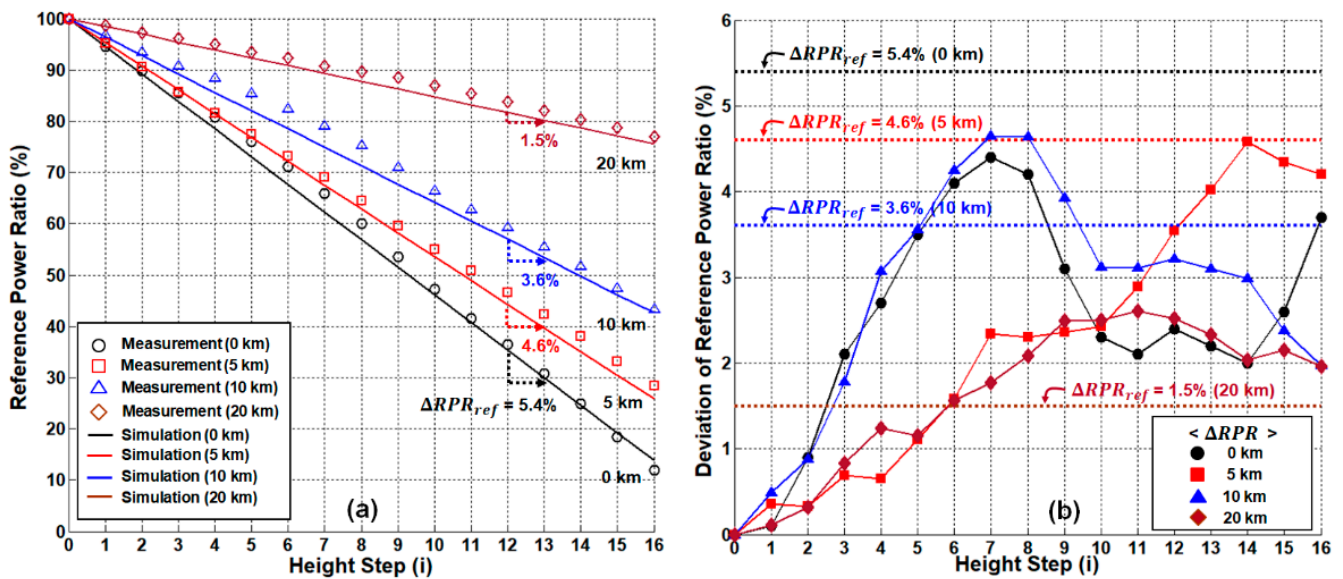 Reference Power Ratio (%)
100
90
80
70
60
50
40
30
20
10
0
1.5%
20 km
3.6%
10 km
4.6%
5 km
ΔRPR_ref = 5.4%
0 km
Measurement (0 km)
Measurement (5 km)
Measurement (10 km)
Measurement (20 km)
Simulation (0 km)
Simulation (5 km)
Simulation (10 km)
Simulation (20 km)
(a)
0 1 2 3 4 5 6 7 8 9 10 11 12 13 14 15 16
Height Step (i)
Deviation of Reference Power Ratio (%)
6
5
4
3
2
1
0
ΔRPR_ref = 5.4% (0 km)
ΔRPR_ref = 4.6% (5 km)
ΔRPR_ref = 3.6% (10 km)
ΔRPR_ref = 1.5% (20 km)
< ΔRPR >
0 km
5 km
10 km
20 km
(b)
0 1 2 3 4 5 6 7 8 9 10 11 12 13 14 15 16
Height Step (i)